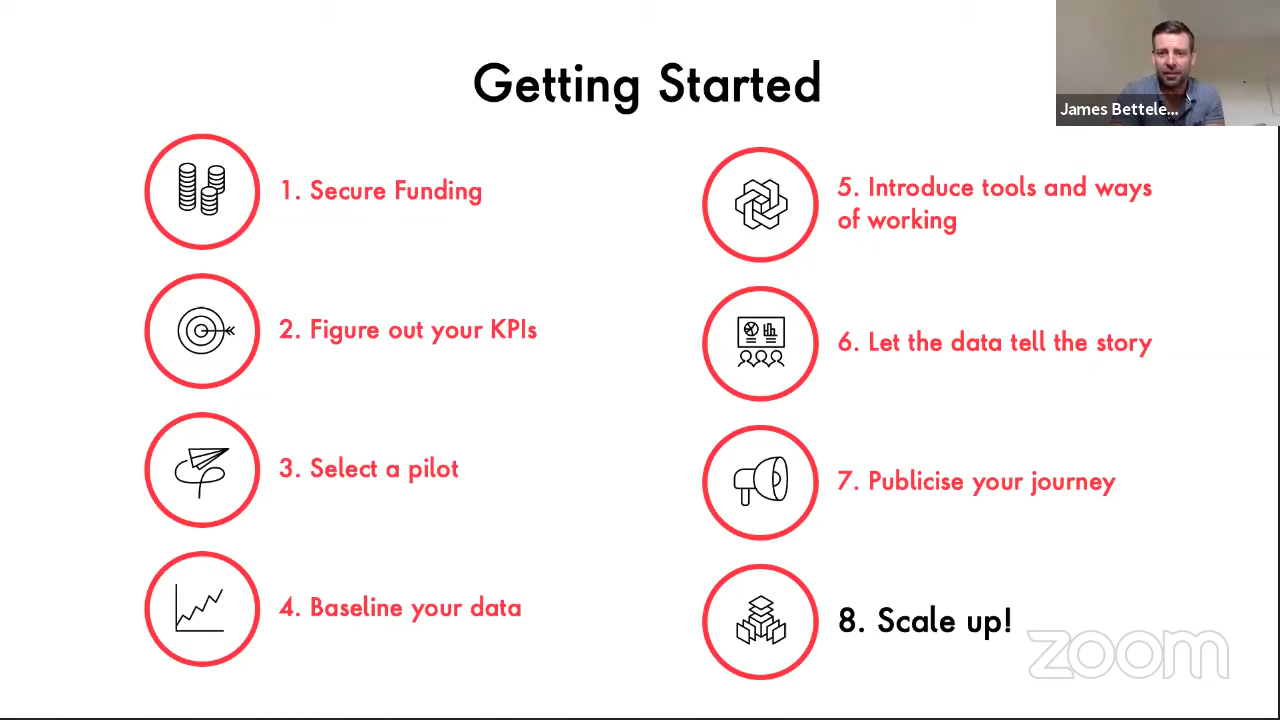 Getting Started
James Bettele...
1. Secure Funding
2. Figure out your KPIs
3. Select a pilot
4. Baseline your data
5. Introduce tools and ways
of working
6. Let the data tell the story
7. Publicise your journey
8. Scale up!
zoom